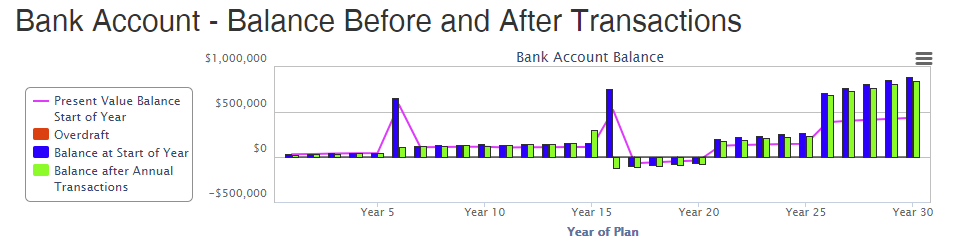 Bank Account - Balance Before and After Transactions
Bank Account Balance
$1,000,000
$500,000
$0
-$500,000
Present Value Balance
Start of Year
Overdraft
Balance at Start of Year
Balance after Annual
Transactions
Year 5 Year 10 Year 15 Year 20 Year 25 Year 30
Year of Plan